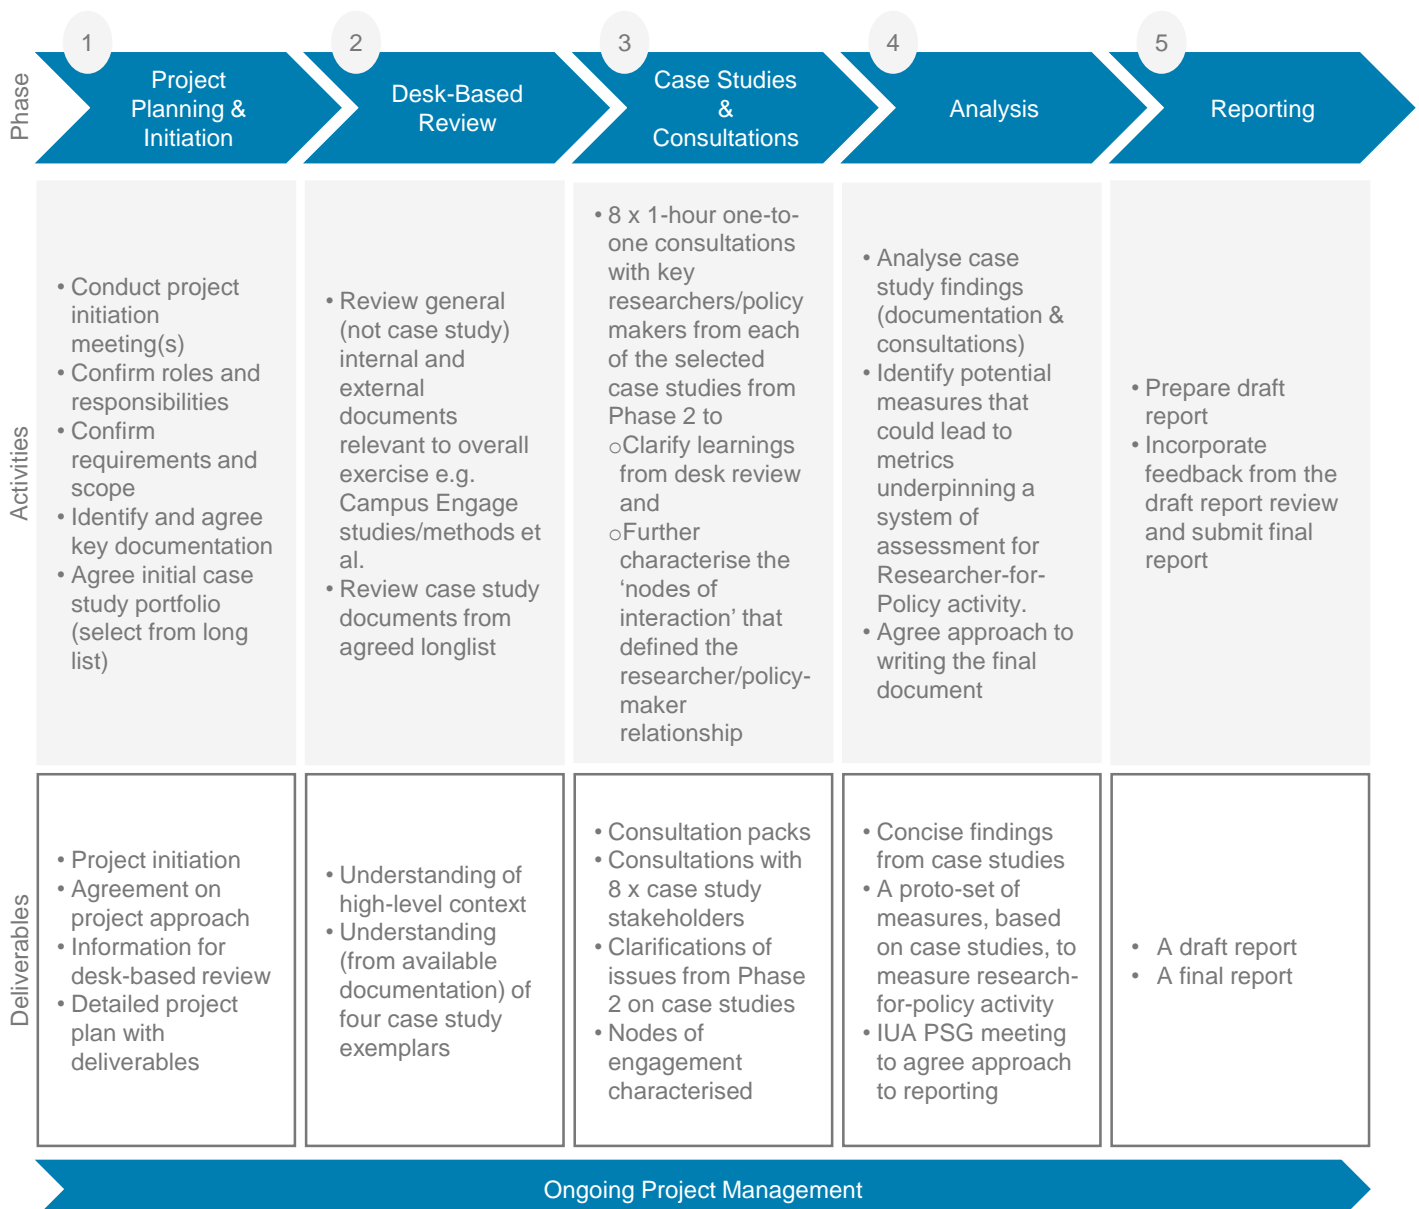 Phase
1
Project
Planning &
Initiation
2
Desk-Based
Review
3
Case Studies
&
Consultations
4
Analysis
5
Reporting
Activities
• Conduct project
initiation
meeting(s)
• Confirm roles and
responsibilities
• Confirm
requirements and
scope
• Identify and agree
key documentation
• Agree initial case
study portfolio
(select from long
list)
• Review general
(not case study)
internal and
external
documents
relevant to overall
exercise e.g.
Campus Engage
studies/methods et
al.
• Review case study
documents from
agreed longlist
• 8 x 1-hour one-to-
one consultations
with key
researchers/policy
makers from each
of the selected
case studies from
Phase 2 to
oClarify learnings
from desk review
and
oFurther
characterise the
‘nodes of
interaction’ that
defined the
researcher/policy-
maker
relationship
• Analyse case
study findings
(documentation &
consultations)
• Identify potential
measures that
could lead to
metrics
underpinning a
system of
assessment for
Researcher-for-
Policy activity.
• Agree approach to
writing the final
document
• Prepare draft
report
• Incorporate
feedback from the
draft report review
and submit final
report
Deliverables
• Project initiation
• Agreement on
project approach
• Information for
desk-based review
• Detailed project
plan with
deliverables
• Understanding of
high-level context
• Understanding
(from available
documentation) of
four case study
exemplars
• Consultation packs
• Consultations with
8 x case study
stakeholders
• Clarifications of
issues from Phase
2 on case studies
• Nodes of
engagement
characterised
• Concise findings
from case studies
• A proto-set of
measures, based
on case studies, to
measure research-
for-policy activity
• IUA PSG meeting
to agree approach
to reporting
• A draft report
• A final report
Ongoing Project Management